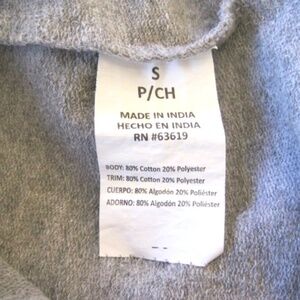 S
P/CH
MADE IN INDIA
HECHO EN INDIA
RN #63619
BODY: 80% Cotton 20% Polyester
TRIM: 80% Cotton 20% Polyester
CUERPO: 80% Algodón 20% Poliéster
ADORNO: 80% Algodón 20% Poliéster